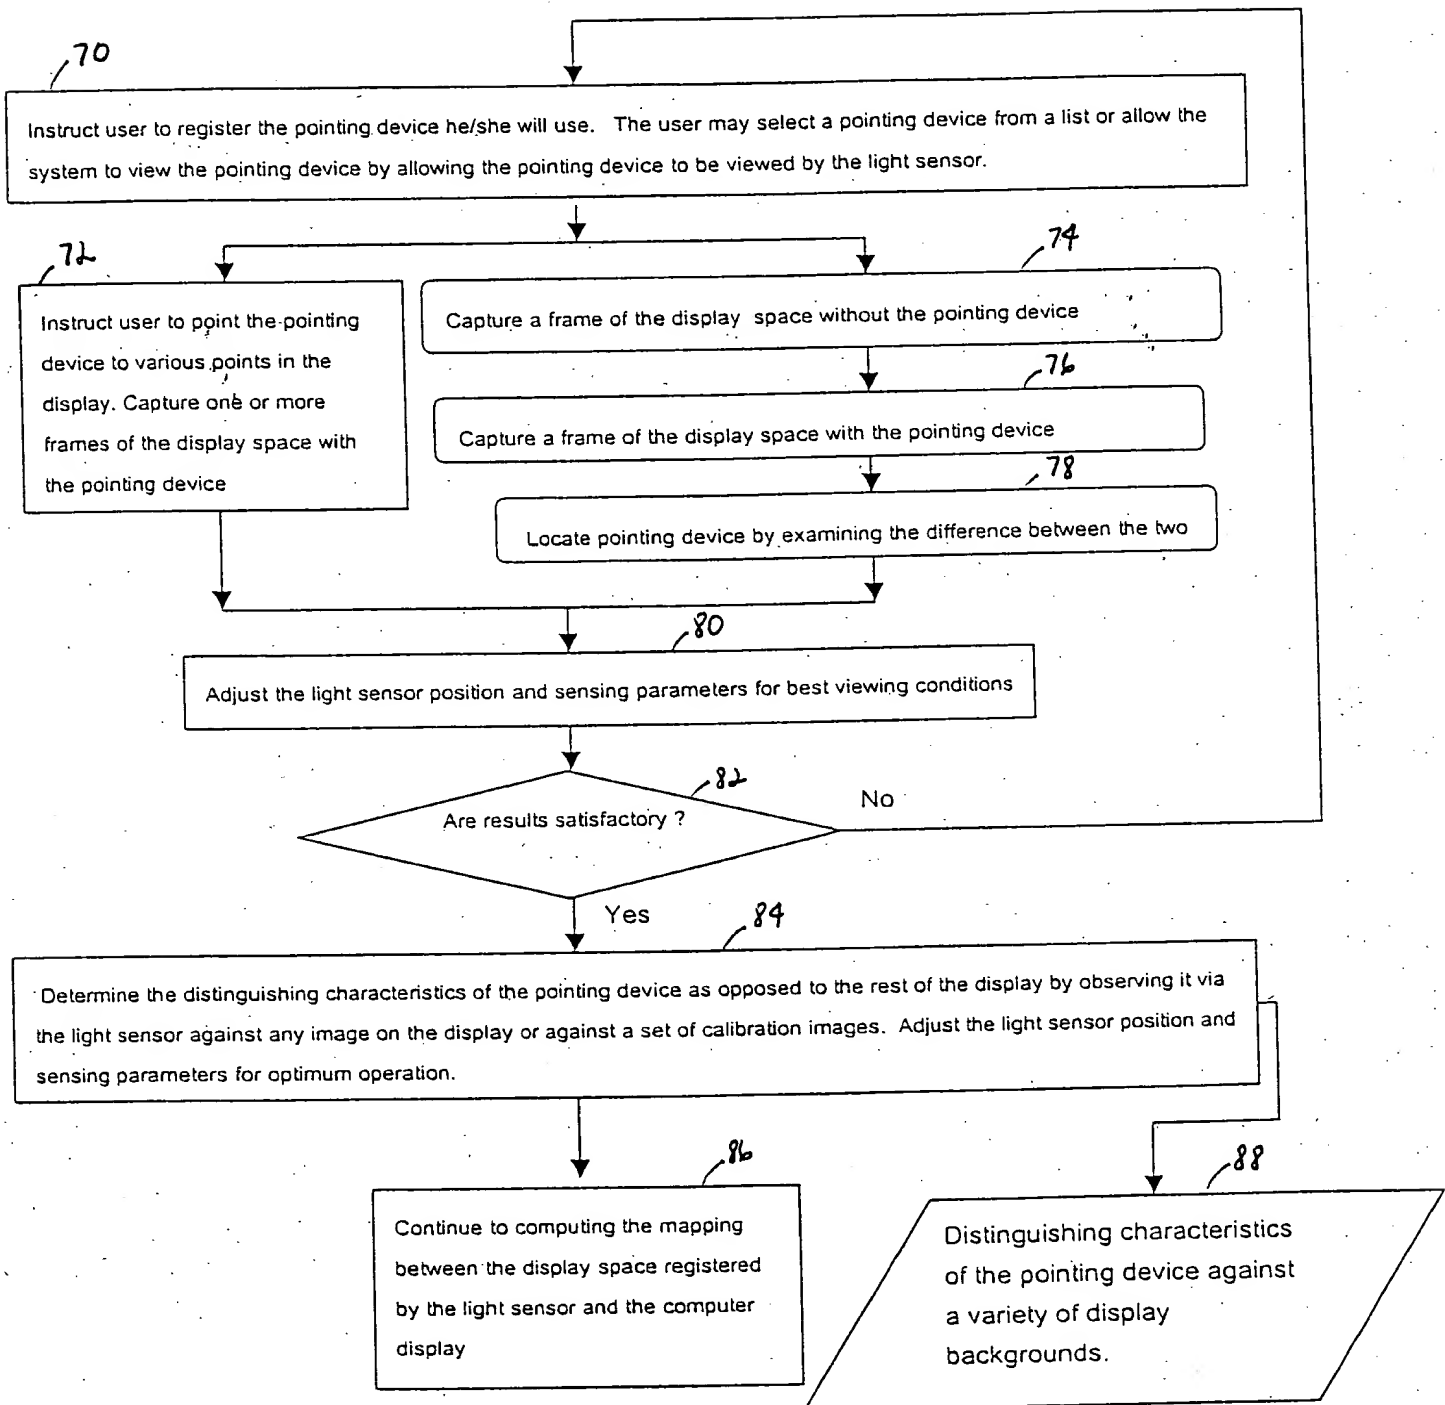 70
Instruct user to register the pointing device he/she will use. The user may select a pointing device from a list or allow the
system to view the pointing device by allowing the pointing device to be viewed by the light sensor.
72
Instruct user to point the pointing
device to various points in the
display. Capture one or more
frames of the display space with
the pointing device
74
Capture a frame of the display space without the pointing device
76
Capture a frame of the display space with the pointing device
78
Locate pointing device by examining the difference between the two
80
Adjust the light sensor position and sensing parameters for best viewing conditions
82
Are results satisfactory ?
No
Yes
84
Determine the distinguishing characteristics of the pointing device as opposed to the rest of the display by observing it via
the light sensor against any image on the display or against a set of calibration images. Adjust the light sensor position and
sensing parameters for optimum operation.
86
Continue to computing the mapping
between the display space registered
by the light sensor and the computer
display
88
Distinguishing characteristics
of the pointing device against
a variety of display
backgrounds.